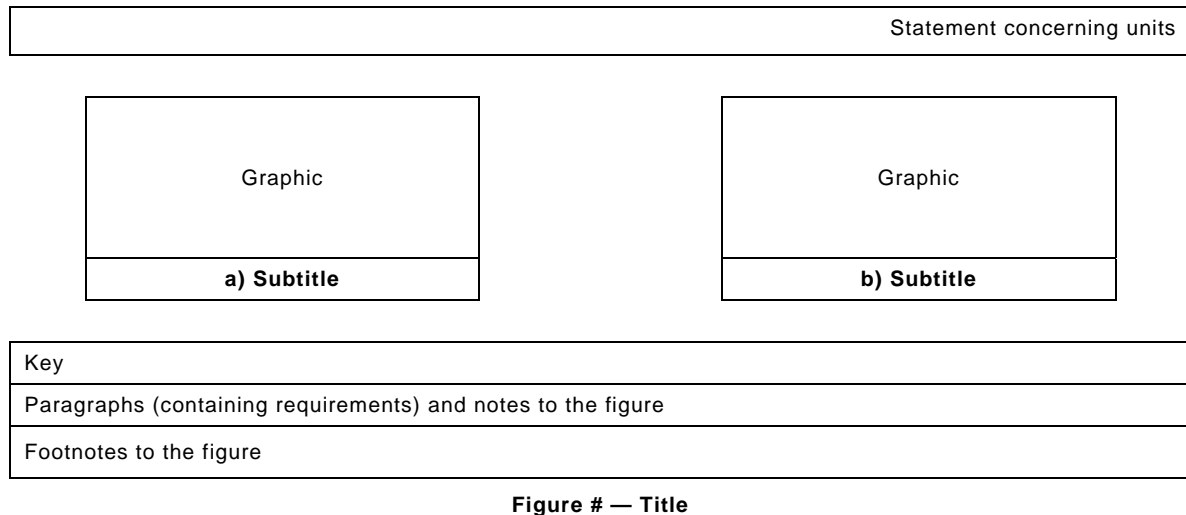 Statement concerning units
Graphic Graphic
a) Subtitle b) Subtitle
Key
Paragraphs (containing requirements) and notes to the figure
Footnotes to the figure
Figure # — Title